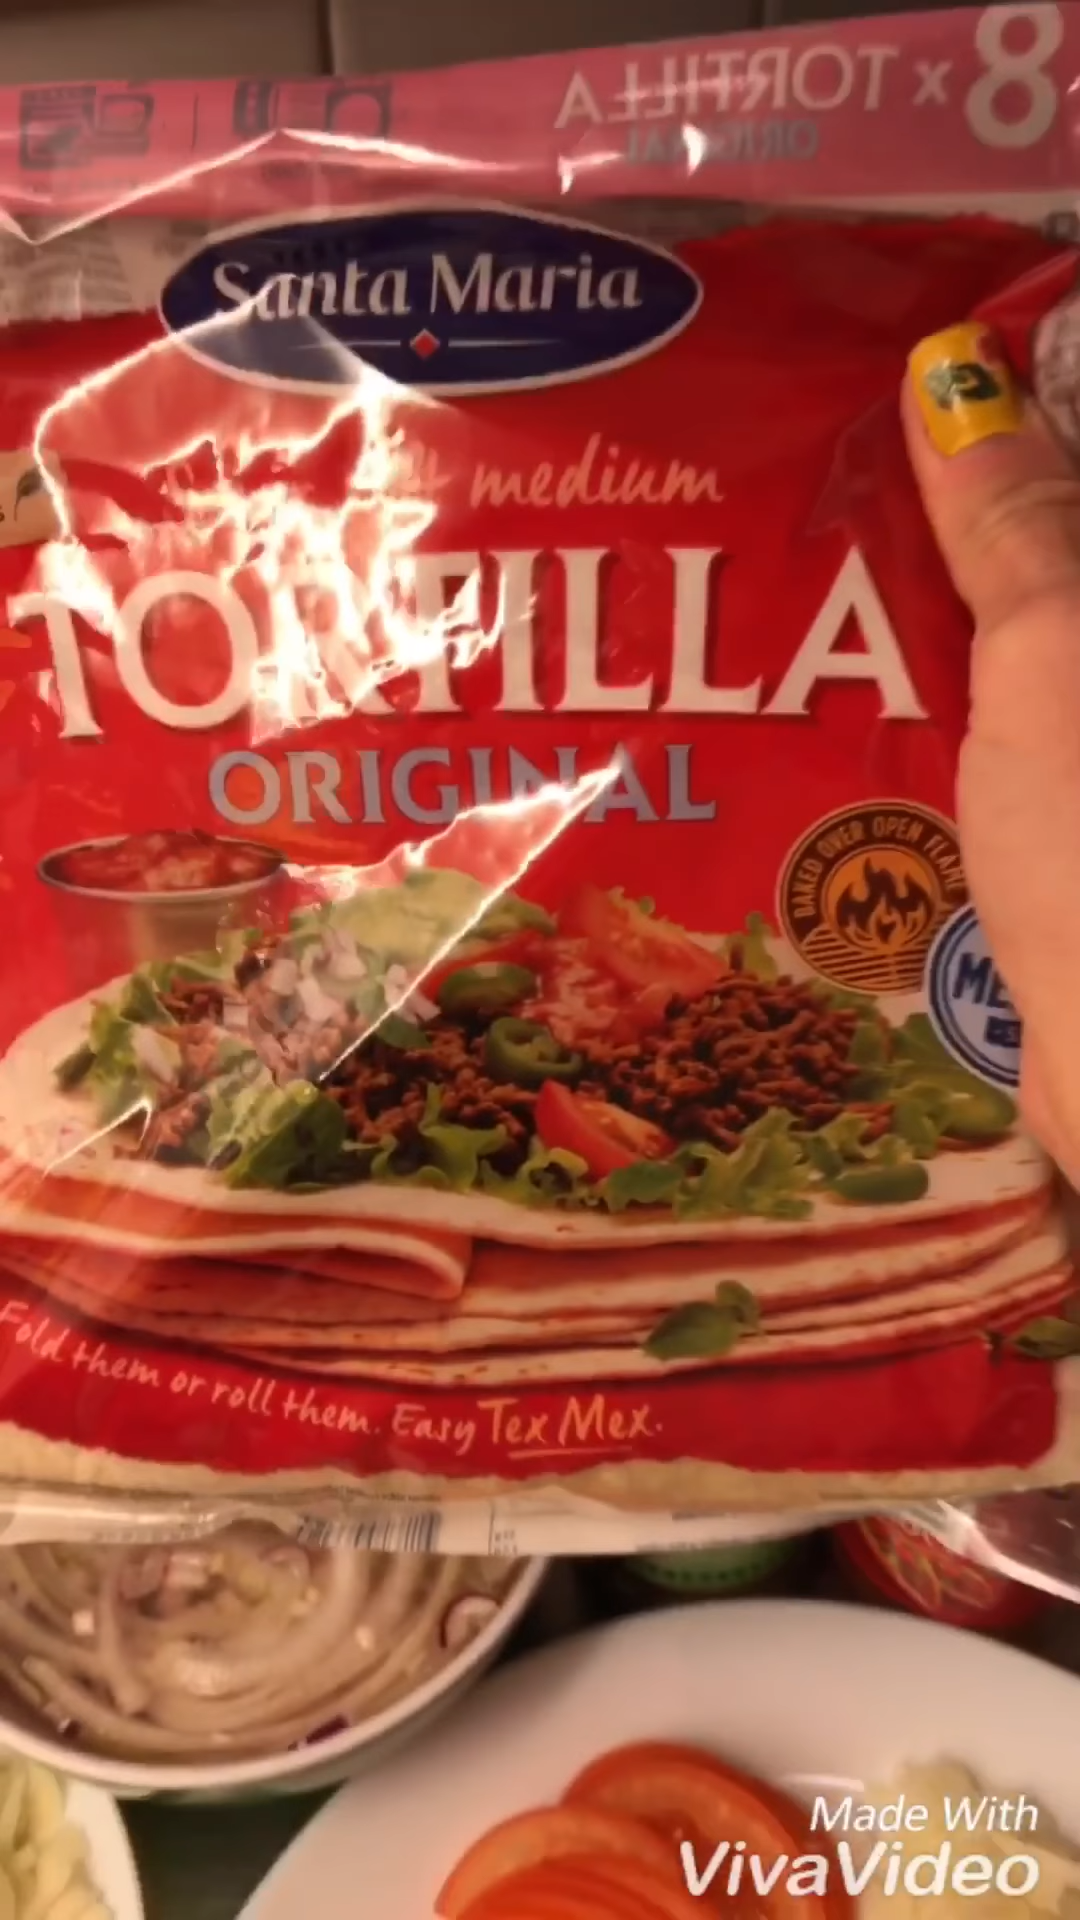 8 x TORTILLA
ORIGINAL
Santa Maria
medium
TORTILLA
ORIGINAL
BAKED OVER OPEN FLAME
Fold them or roll them. Easy Tex Mex.
Made With
VivaVideo